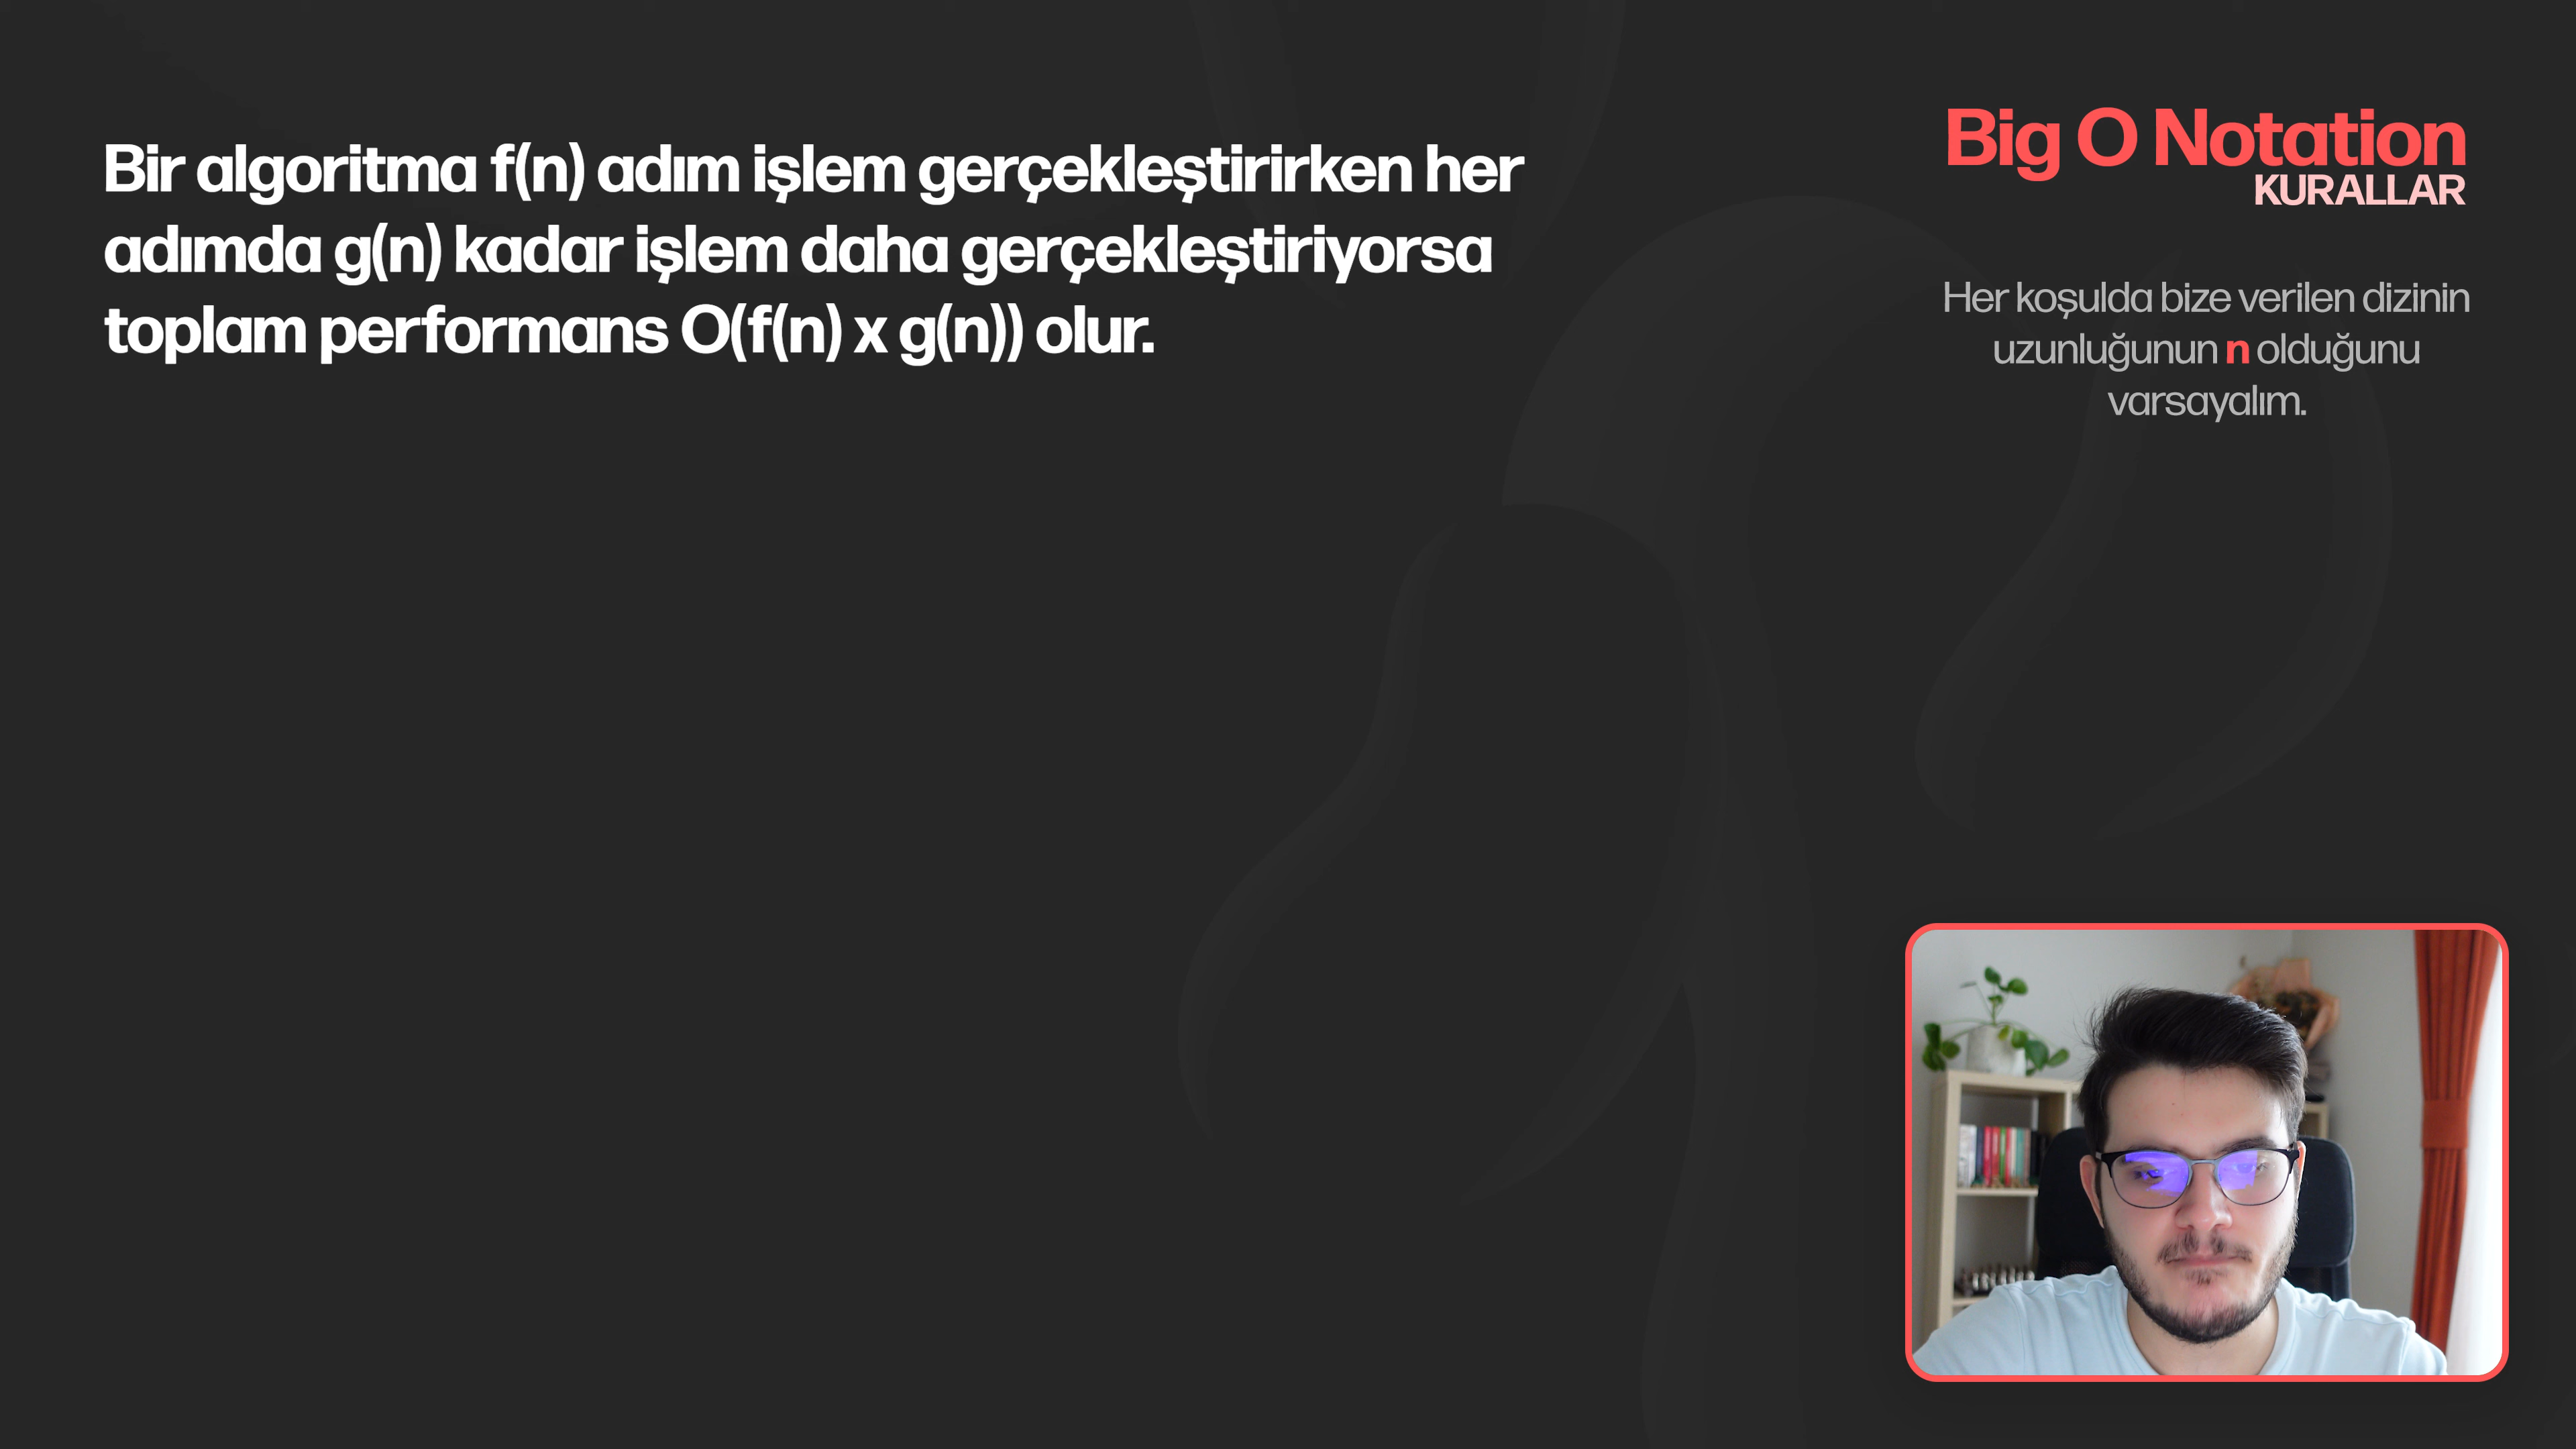 Bir algoritma f(n) adım işlem gerçekleştirirken her
adımda g(n) kadar işlem daha gerçekleştiriyorsa
toplam performans O(f(n) x g(n)) olur.
Big O Notation
KURALLAR
Her koşulda bize verilen dizinin
uzunluğunun n olduğunu
varsayalım.